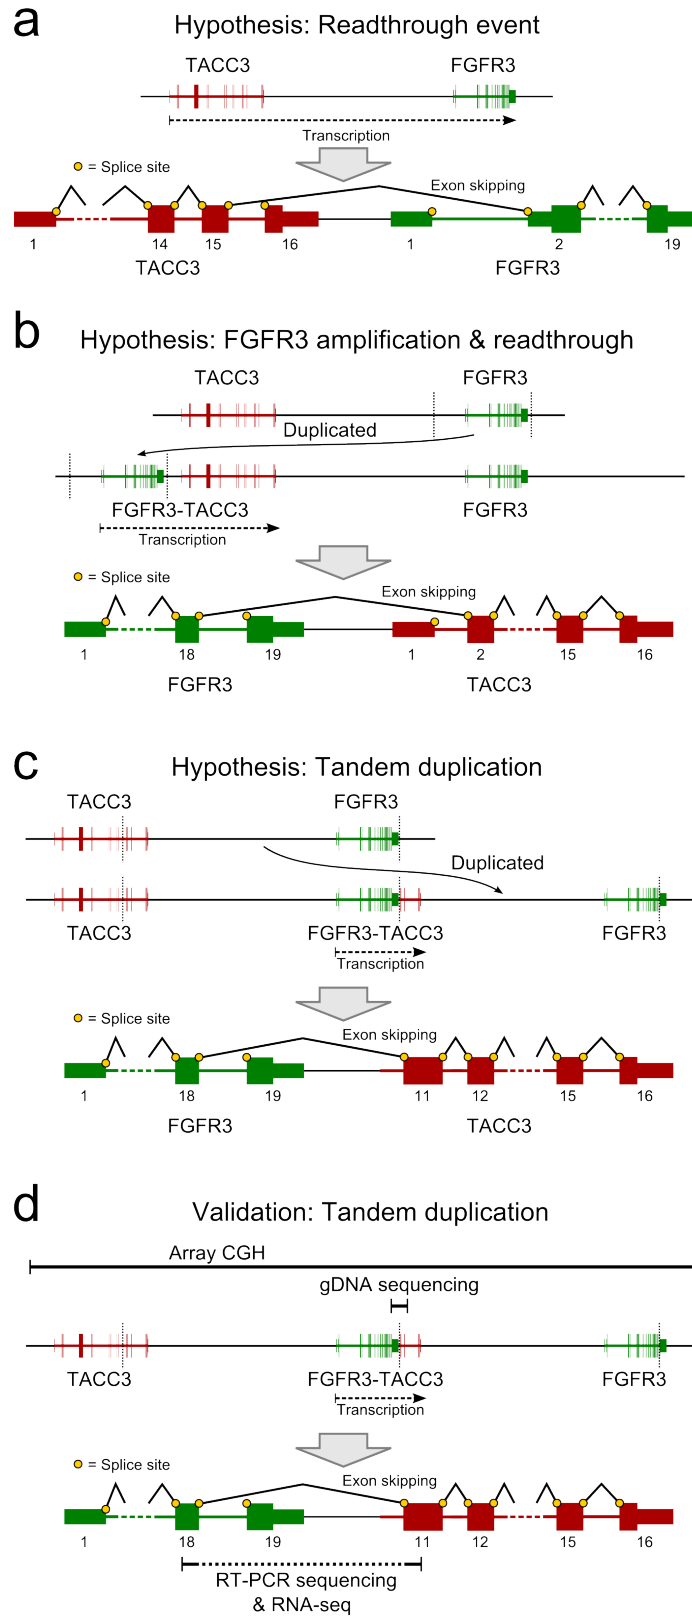 a
Hypothesis: Readthrough event
TACC3 FGFR3
Transcription
= Splice site
Exon skipping
1 14 15 16 1 2 19
TACC3 FGFR3
b
Hypothesis: FGFR3 amplification & readthrough
TACC3 FGFR3
Duplicated
FGFR3-TACC3 FGFR3
Transcription
= Splice site
Exon skipping
1 18 19 1 2 15 16
FGFR3 TACC3
c
Hypothesis: Tandem duplication
TACC3 FGFR3
Duplicated
TACC3 FGFR3-TACC3 FGFR3
Transcription
= Splice site
Exon skipping
1 18 19 11 12 15 16
FGFR3 TACC3
d
Validation: Tandem duplication
Array CGH
gDNA sequencing
TACC3 FGFR3-TACC3 FGFR3
Transcription
= Splice site
Exon skipping
1 18 19 11 12 15 16
RT-PCR sequencing
& RNA-seq